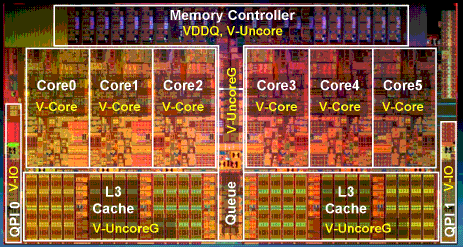 Memory Controller
VDDQ, V-Uncore
Core0
V-Core
Core1
V-Core
Core2
V-Core
V-UncoreG
Core3
V-Core
Core4
V-Core
Core5
V-Core
QPI 0
V-IO
L3
Cache
V-UncoreG
Queue
L3
Cache
V-UncoreG
QPI 1
V-IO